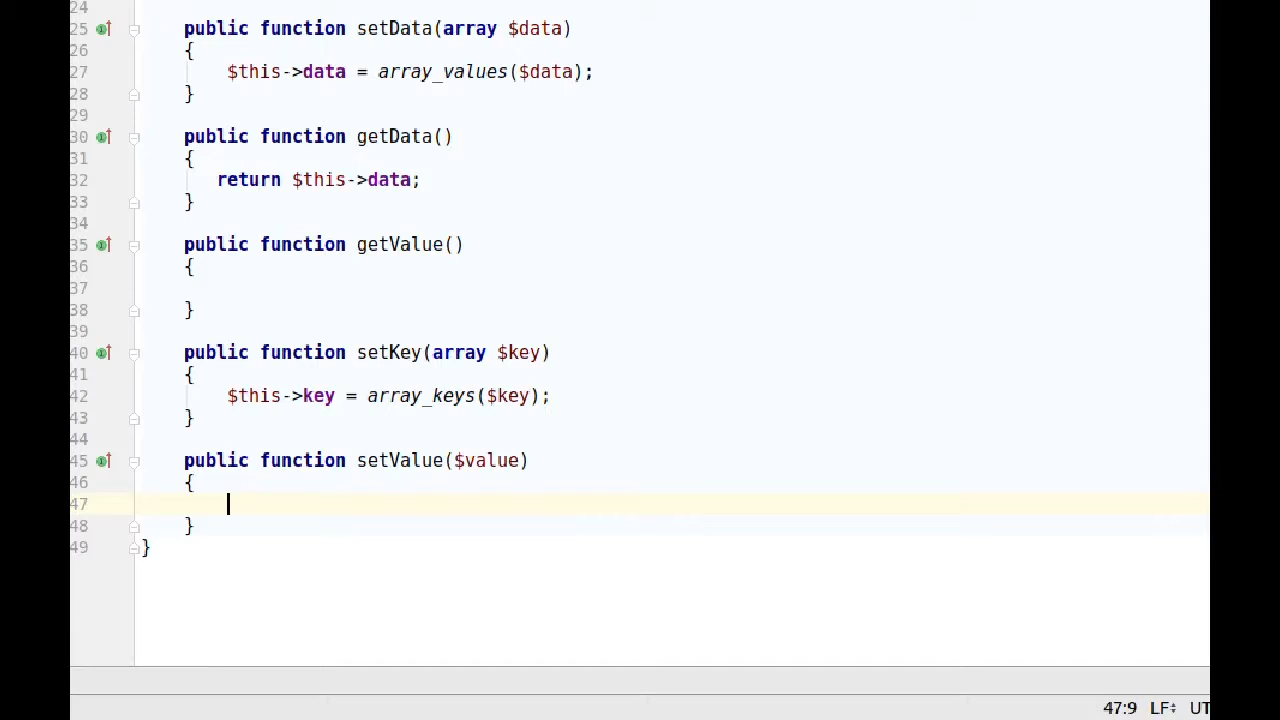 24
25 public function setData(array $data)
26 {
27 $this->data = array_values($data);
28 }
29
30 public function getData()
31 {
32 return $this->data;
33 }
34
35 public function getValue()
36 {
37
38 }
39
40 public function setKey(array $key)
41 {
42 $this->key = array_keys($key);
43 }
44
45 public function setValue($value)
46 {
47
48 }
49 }
47:9 LF UT